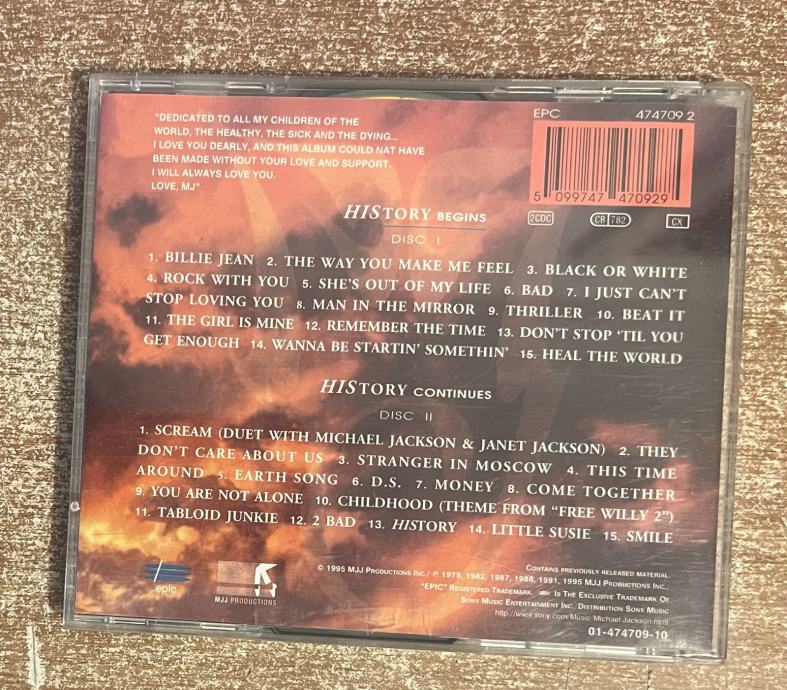 "DEDICATED TO ALL MY CHILDREN OF THE
WORLD, THE HEALTHY, THE SICK AND THE DYING...
I LOVE YOU DEARLY, AND THIS ALBUM COULD NAT HAVE
BEEN MADE WITHOUT YOUR LOVE AND SUPPORT.
I WILL ALWAYS LOVE YOU.
LOVE, MJ"
EPC 474709 2
5 099747 470929
2CDC CB 782 CX
HISTORY BEGINS
DISC I
1. BILLIE JEAN 2. THE WAY YOU MAKE ME FEEL 3. BLACK OR WHITE
4. ROCK WITH YOU 5. SHE'S OUT OF MY LIFE 6. BAD 7. I JUST CAN'T
STOP LOVING YOU 8. MAN IN THE MIRROR 9. THRILLER 10. BEAT IT
11. THE GIRL IS MINE 12. REMEMBER THE TIME 13. DON'T STOP 'TIL YOU
GET ENOUGH 14. WANNA BE STARTIN' SOMETHIN' 15. HEAL THE WORLD
HISTORY CONTINUES
DISC II
1. SCREAM (DUET WITH MICHAEL JACKSON & JANET JACKSON) 2. THEY
DON'T CARE ABOUT US 3. STRANGER IN MOSCOW 4. THIS TIME
AROUND 5. EARTH SONG 6. D.S. 7. MONEY 8. COME TOGETHER
9. YOU ARE NOT ALONE 10. CHILDHOOD (THEME FROM "FREE WILLY 2")
11. TABLOID JUNKIE 12. 2 BAD 13. HISTORY 14. LITTLE SUSIE 15. SMILE
epic
MJJ PRODUCTIONS
CONTAINS PREVIOUSLY RELEASED MATERIAL.
© 1995 MJJ PRODUCTIONS INC./ ℗ 1979, 1982, 1987, 1988, 1991, 1995 MJJ PRODUCTIONS INC./
"EPIC" REGISTERED TRADEMARK. IS THE EXCLUSIVE TRADEMARK OF
SONY MUSIC ENTERTAINMENT INC. DISTRIBUTION SONY MUSIC
http://www.sony.com/Music/MichaelJackson.html
01-474709-10